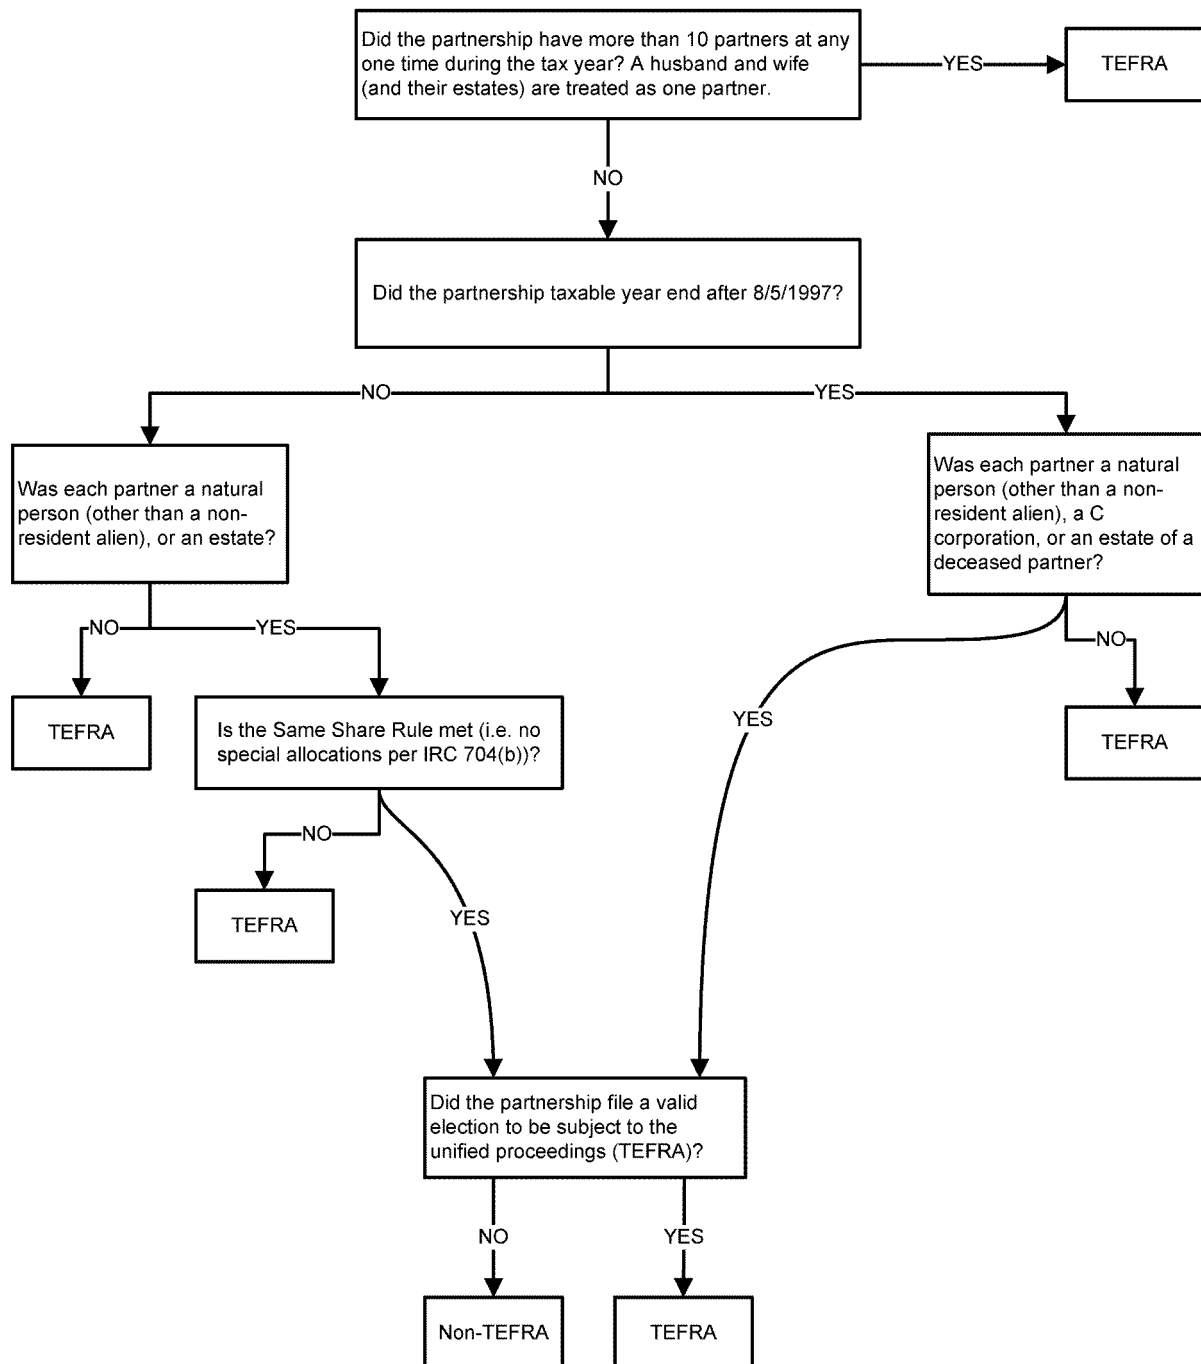 Did the partnership have more than 10 partners at any
one time during the tax year? A husband and wife
(and their estates) are treated as one partner.
YES
TEFRA
NO
Did the partnership taxable year end after 8/5/1997?
NO
YES
Was each partner a natural
person (other than a non-
resident alien), or an estate?
Was each partner a natural
person (other than a non-
resident alien), a C
corporation, or an estate of a
deceased partner?
NO
YES
NO
TEFRA
Is the Same Share Rule met (i.e. no
special allocations per IRC 704(b))?
YES
TEFRA
NO
TEFRA
YES
Did the partnership file a valid
election to be subject to the
unified proceedings (TEFRA)?
NO
YES
Non-TEFRA
TEFRA